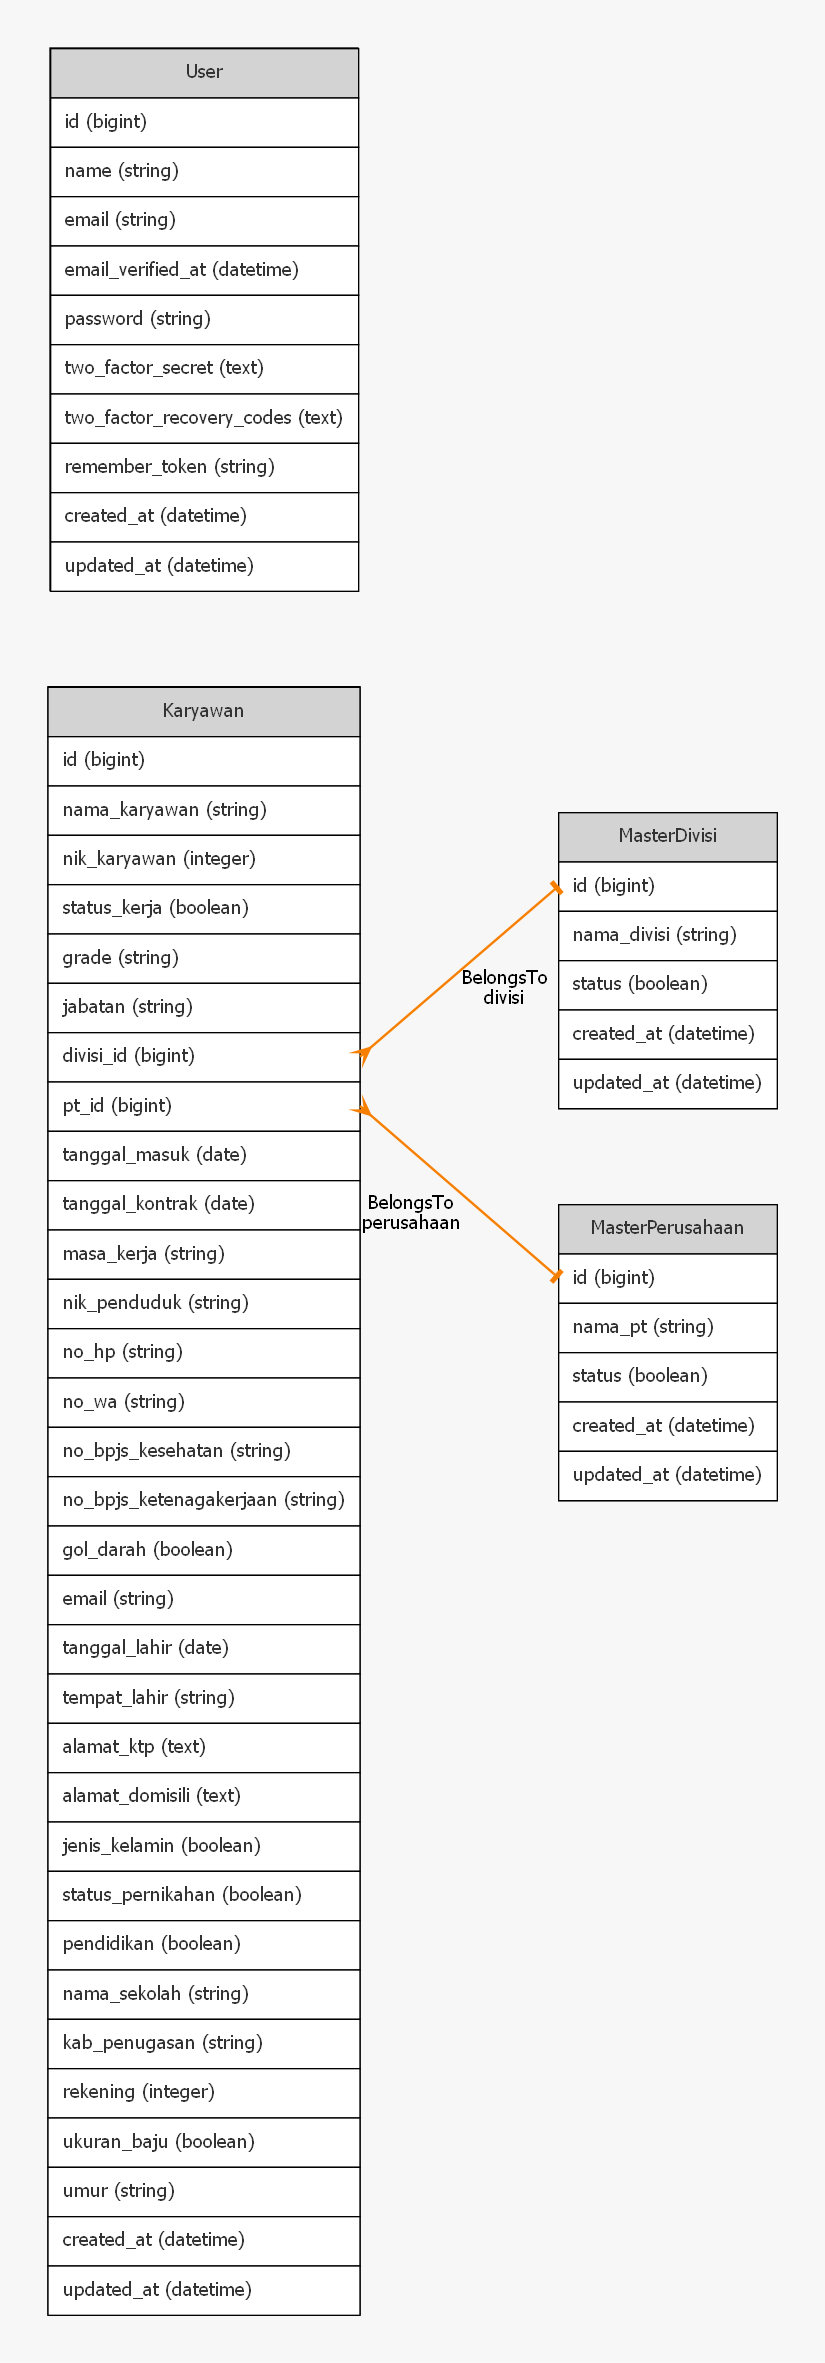 User
id (bigint)
name (string)
email (string)
email_verified_at (datetime)
password (string)
two_factor_secret (text)
two_factor_recovery_codes (text)
remember_token (string)
created_at (datetime)
updated_at (datetime)
Karyawan
id (bigint)
nama_karyawan (string)
nik_karyawan (integer)
status_kerja (boolean)
grade (string)
jabatan (string)
divisi_id (bigint)
pt_id (bigint)
tanggal_masuk (date)
tanggal_kontrak (date)
masa_kerja (string)
nik_penduduk (string)
no_hp (string)
no_wa (string)
no_bpjs_kesehatan (string)
no_bpjs_ketenagakerjaan (string)
gol_darah (boolean)
email (string)
tanggal_lahir (date)
tempat_lahir (string)
alamat_ktp (text)
alamat_domisili (text)
jenis_kelamin (boolean)
status_pernikahan (boolean)
pendidikan (boolean)
nama_sekolah (string)
kab_penugasan (string)
rekening (integer)
ukuran_baju (boolean)
umur (string)
created_at (datetime)
updated_at (datetime)
BelongsTo
divisi
BelongsTo
perusahaan
MasterDivisi
id (bigint)
nama_divisi (string)
status (boolean)
created_at (datetime)
updated_at (datetime)
MasterPerusahaan
id (bigint)
nama_pt (string)
status (boolean)
created_at (datetime)
updated_at (datetime)